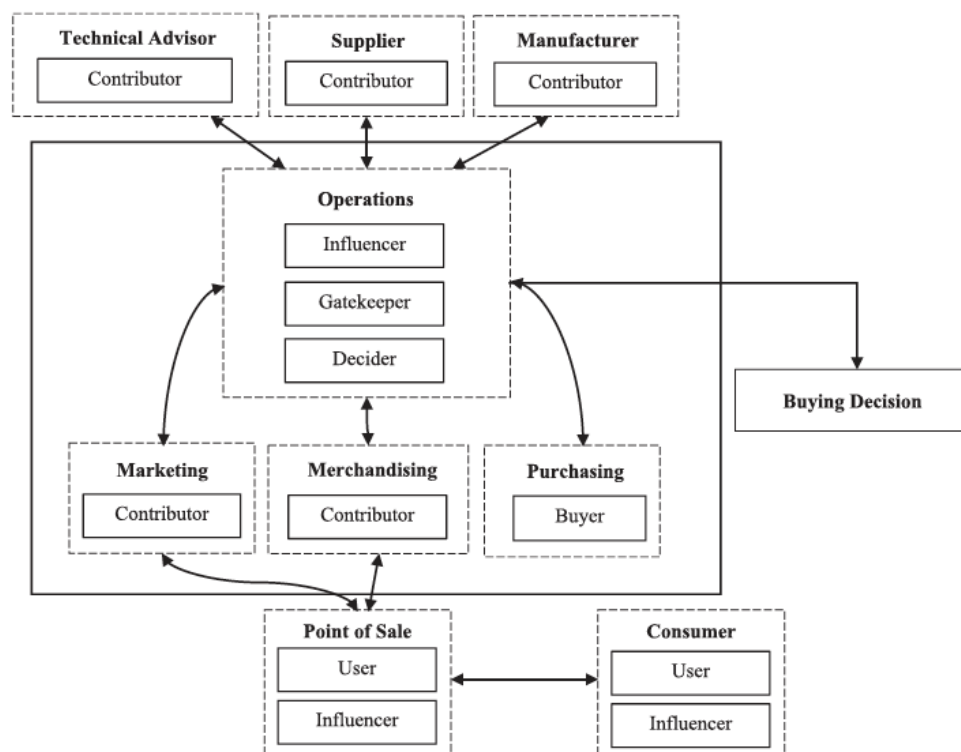 Technical Advisor
Contributor
Supplier
Contributor
Manufacturer
Contributor
Operations
Influencer
Gatekeeper
Decider
Buying Decision
Marketing
Contributor
Merchandising
Contributor
Purchasing
Buyer
Point of Sale
User
Influencer
Consumer
User
Influencer